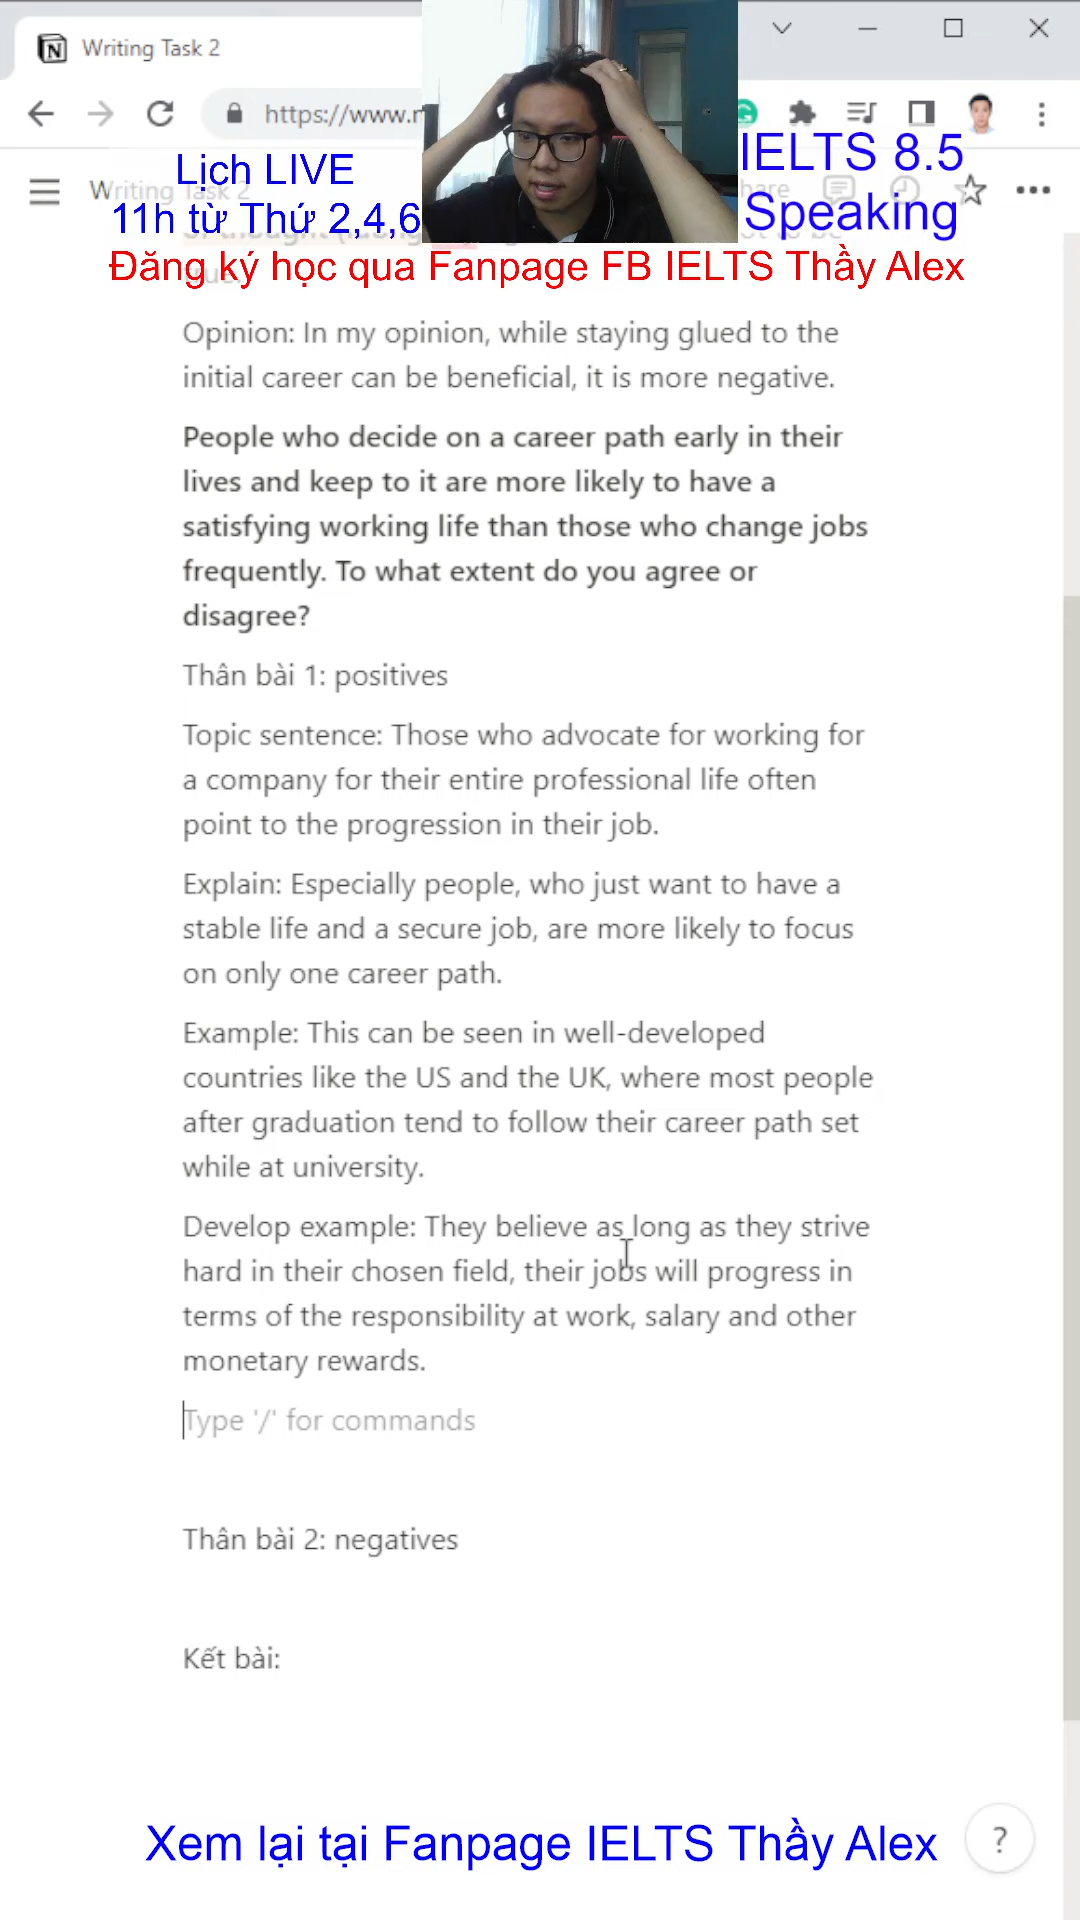 Writing Task 2
https://www.n
Lịch LIVE
IELTS 8.5
Writing Task 2
11h từ Thứ 2,4,6
Speaking
Đăng ký học qua Fanpage FB IELTS Thầy Alex
Opinion: In my opinion, while staying glued to the
initial career can be beneficial, it is more negative.
People who decide on a career path early in their
lives and keep to it are more likely to have a
satisfying working life than those who change jobs
frequently. To what extent do you agree or
disagree?
Thân bài 1: positives
Topic sentence: Those who advocate for working for
a company for their entire professional life often
point to the progression in their job.
Explain: Especially people, who just want to have a
stable life and a secure job, are more likely to focus
on only one career path.
Example: This can be seen in well-developed
countries like the US and the UK, where most people
after graduation tend to follow their career path set
while at university.
Develop example: They believe as long as they strive
hard in their chosen field, their jobs will progress in
terms of the responsibility at work, salary and other
monetary rewards.
Type '/' for commands
Thân bài 2: negatives
Kết bài:
Xem lại tại Fanpage IELTS Thầy Alex
?